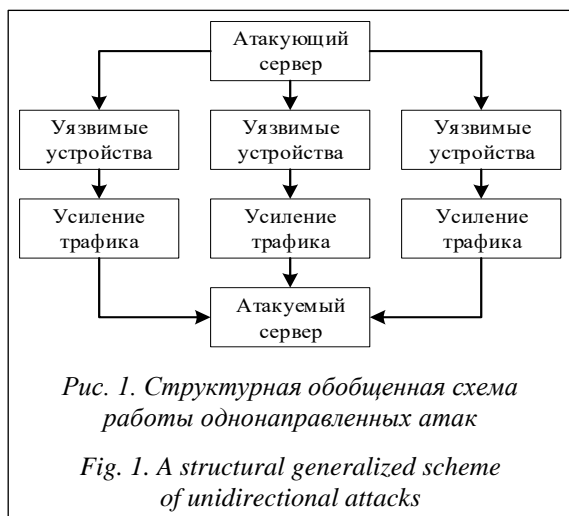 Атакующий
сервер
Уязвимые
устройства
Уязвимые
устройства
Уязвимые
устройства
Усиление
трафика
Усиление
трафика
Усиление
трафика
Атакуемый
сервер
Рис. 1. Структурная обобщенная схема
работы однонаправленных атак
Fig. 1. A structural generalized scheme
of unidirectional attacks